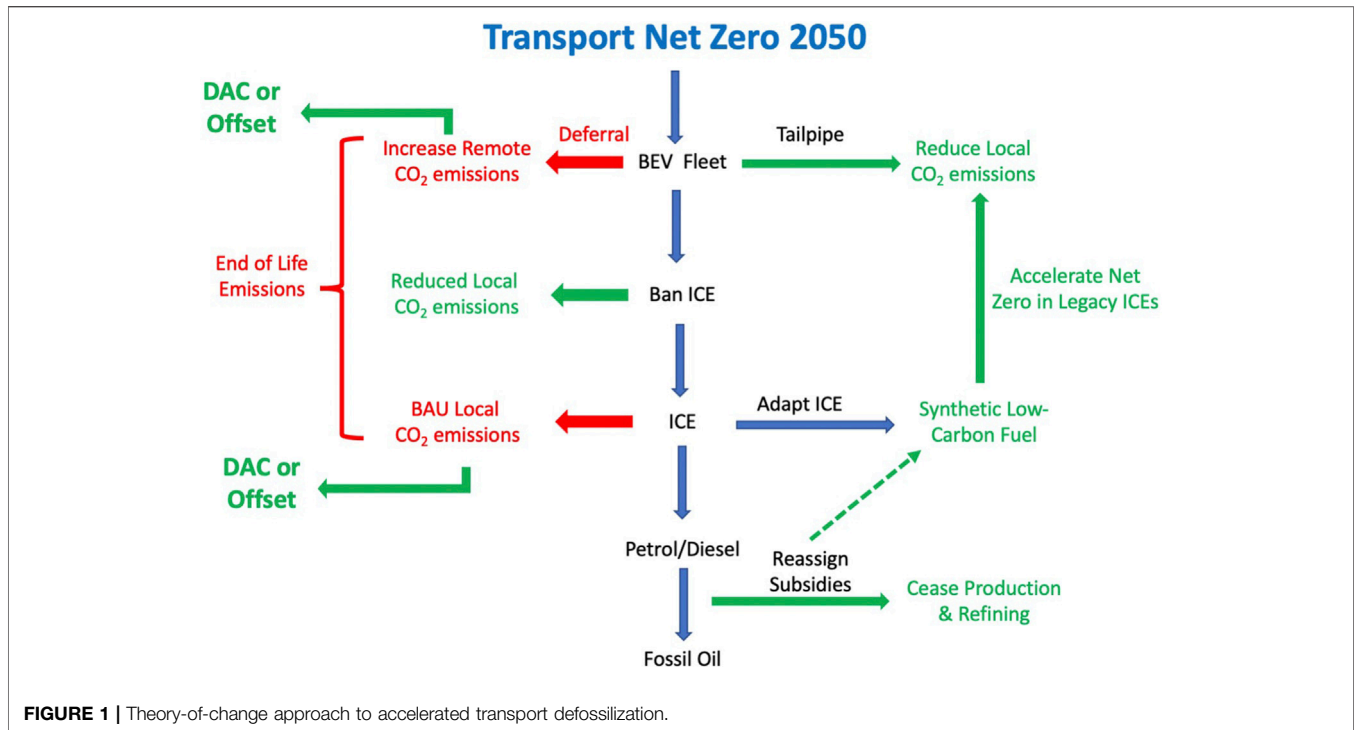 Transport Net Zero 2050
DAC or
Offset
Deferral
Tailpipe
Increase Remote
CO₂ emissions
BEV Fleet
Reduce Local
CO₂ emissions
End of Life
Emissions
Reduced Local
CO₂ emissions
Ban ICE
Accelerate Net
Zero in Legacy ICEs
BAU Local
CO₂ emissions
ICE
Adapt ICE
Synthetic Low-
Carbon Fuel
DAC or
Offset
Petrol/Diesel
Reassign
Subsidies
Cease Production
& Refining
Fossil Oil
FIGURE 1 | Theory-of-change approach to accelerated transport defossilization.